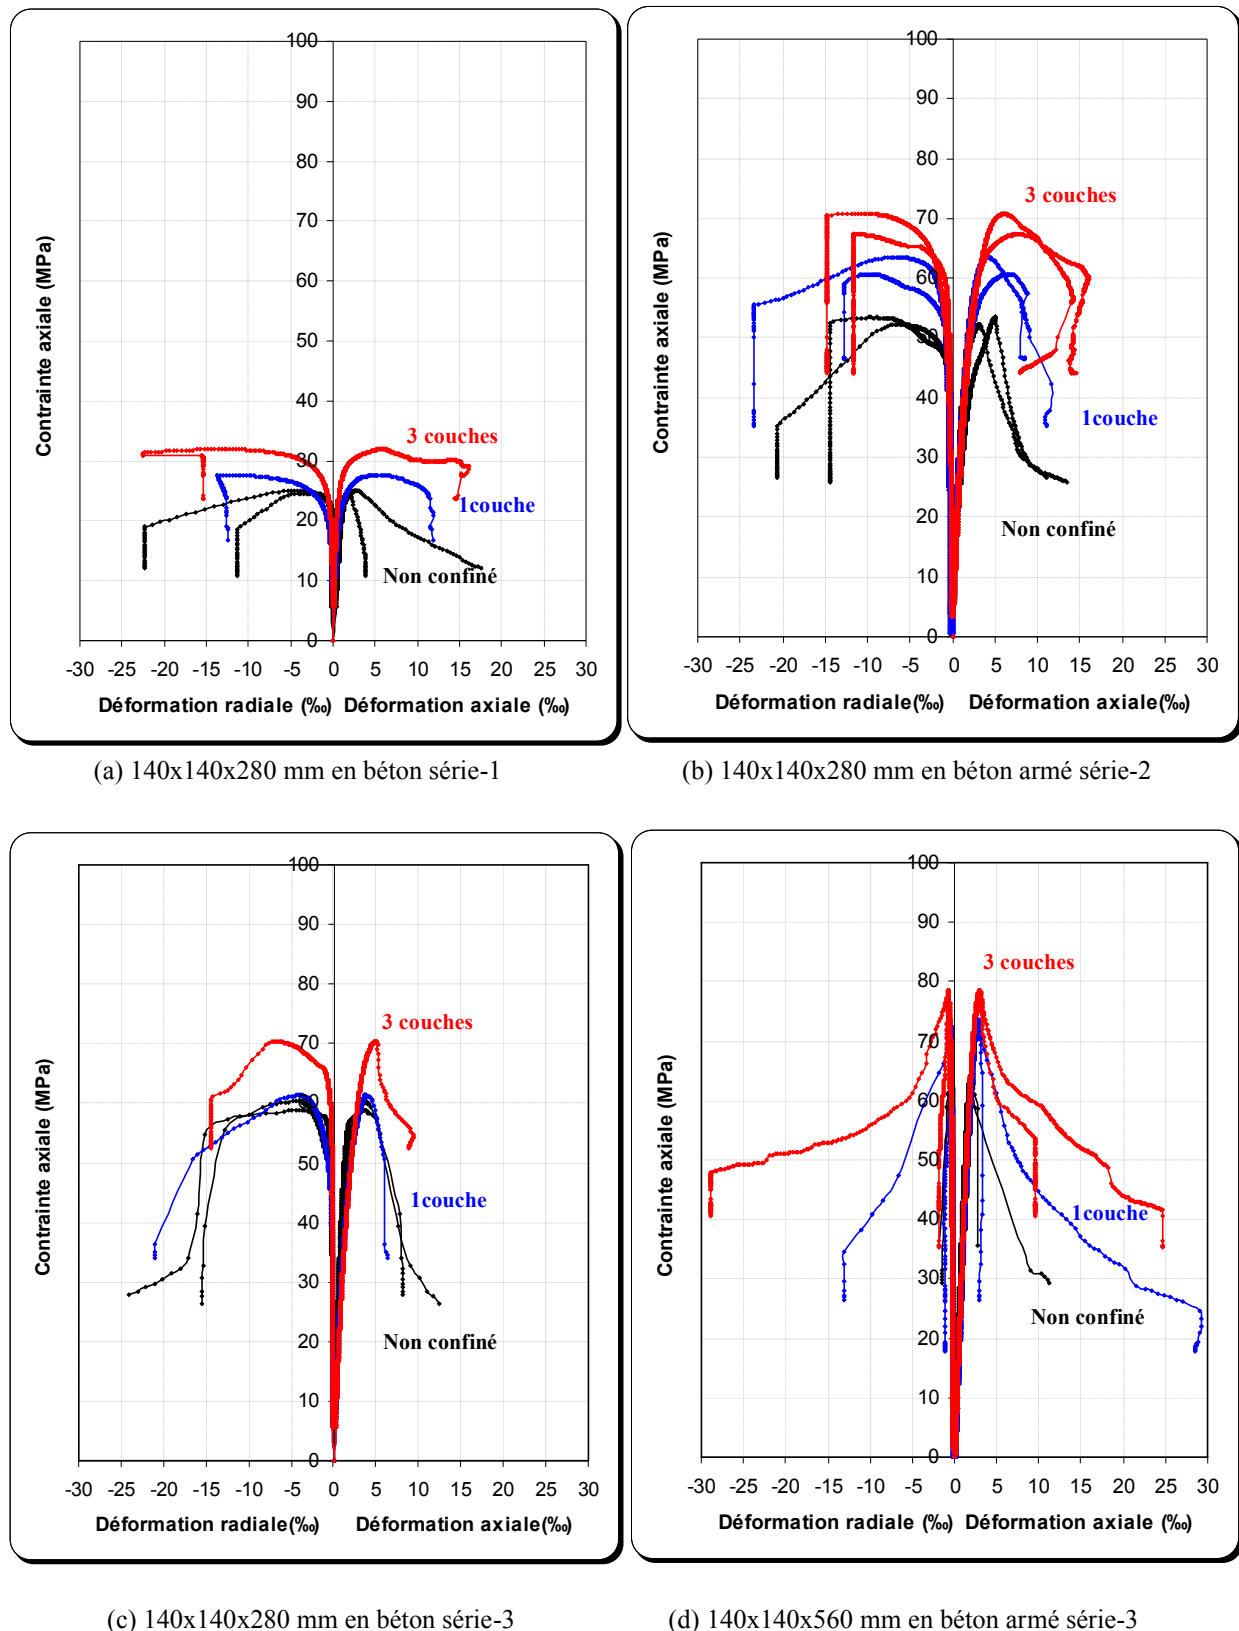 100
90
80
70
60
50
40
30
20
10
0
Contrainte axiale (MPa)
3 couches
1couche
Non confiné
-30 -25 -20 -15 -10 -5 0 5 10 15 20 25 30
Déformation radiale (‰) Déformation axiale (‰)
(a) 140x140x280 mm en béton série-1
100
90
80
70
60
50
40
30
20
10
0
Contrainte axiale (MPa)
3 couches
1couche
Non confiné
-30 -25 -20 -15 -10 -5 0 5 10 15 20 25 30
Déformation radiale(‰) Déformation axiale(‰)
(b) 140x140x280 mm en béton armé série-2
100
90
80
70
60
50
40
30
20
10
0
Contrainte axiale (MPa)
3 couches
1couche
Non confiné
-30 -25 -20 -15 -10 -5 0 5 10 15 20 25 30
Déformation radiale(‰) Déformation axiale(‰)
(c) 140x140x280 mm en béton série-3
100
90
80
70
60
50
40
30
20
10
0
Contrainte axiale (MPa)
3 couches
1couche
Non confiné
-30 -25 -20 -15 -10 -5 0 5 10 15 20 25 30
Déformation radiale (‰) Déformation axiale (‰)
(d) 140x140x560 mm en béton armé série-3